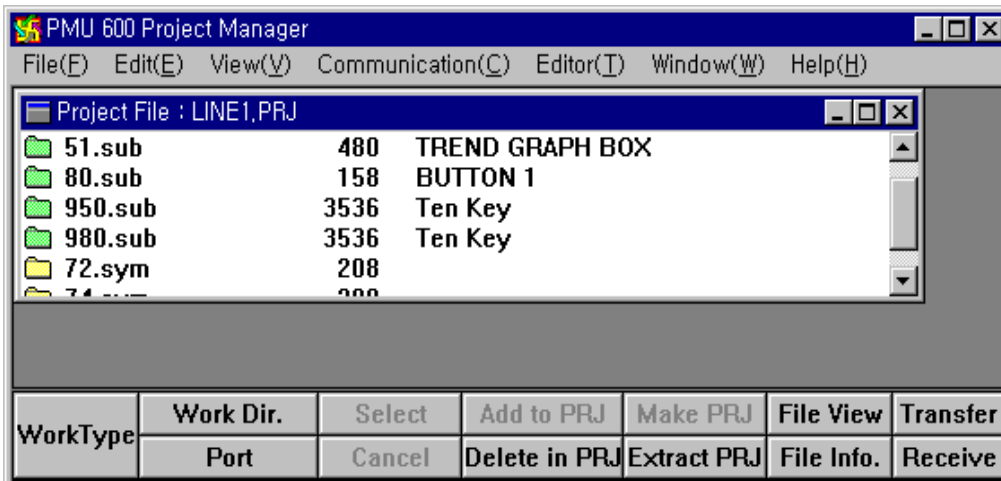 PMU 600 Project Manager
File(F) Edit(E) View(V) Communication(C) Editor(T) Window(W) Help(H)
Project File : LINE1,PRJ
51.sub 480 TREND GRAPH BOX
80.sub 158 BUTTON 1
950.sub 3536 Ten Key
980.sub 3536 Ten Key
72.sym 208
WorkType Work Dir. Select Add to PRJ Make PRJ File View Transfer
Port Cancel Delete in PRJ Extract PRJ File Info. Receive